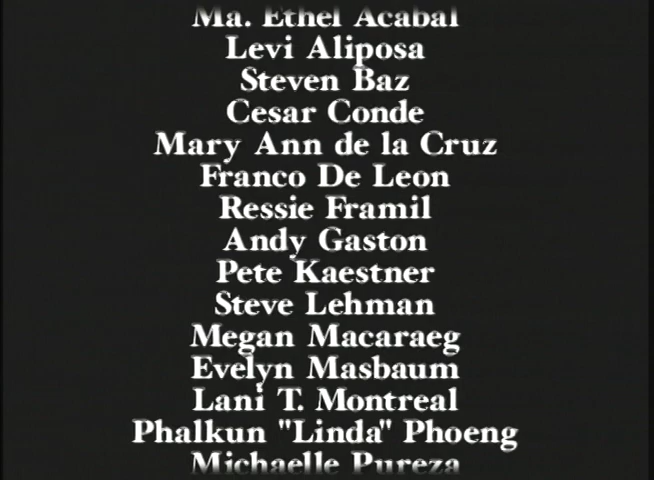 Ma. Ethel Acabal
Levi Aliposa
Steven Baz
Cesar Conde
Mary Ann de la Cruz
Franco De Leon
Ressie Framil
Andy Gaston
Pete Kaestner
Steve Lehman
Megan Macaraeg
Evelyn Masbaum
Lani T. Montreal
Phalkun "Linda" Phoeng
Michaelle Pureza